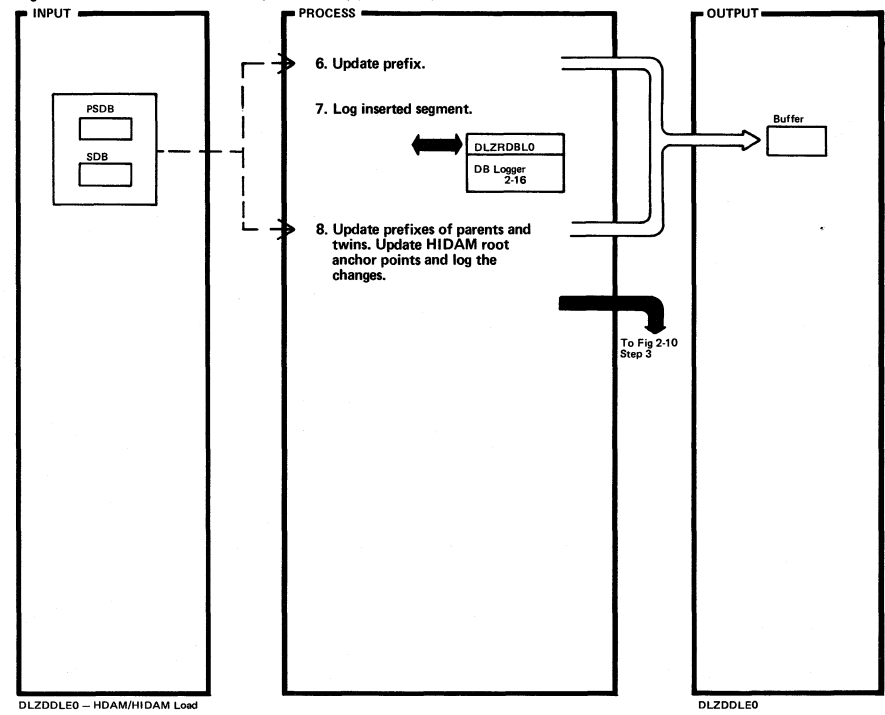 INPUT
PROCESS
OUTPUT
PSDB
SDB
6. Update prefix.
7. Log inserted segment.
DLZRDBL0
DB Logger
2-16
8. Update prefixes of parents and
twins. Update HIDAM root
anchor points and log the
changes.
Buffer
To Fig 2-10
Step 3
DLZDDLE0 – HDAM/HIDAM Load
DLZDDLE0